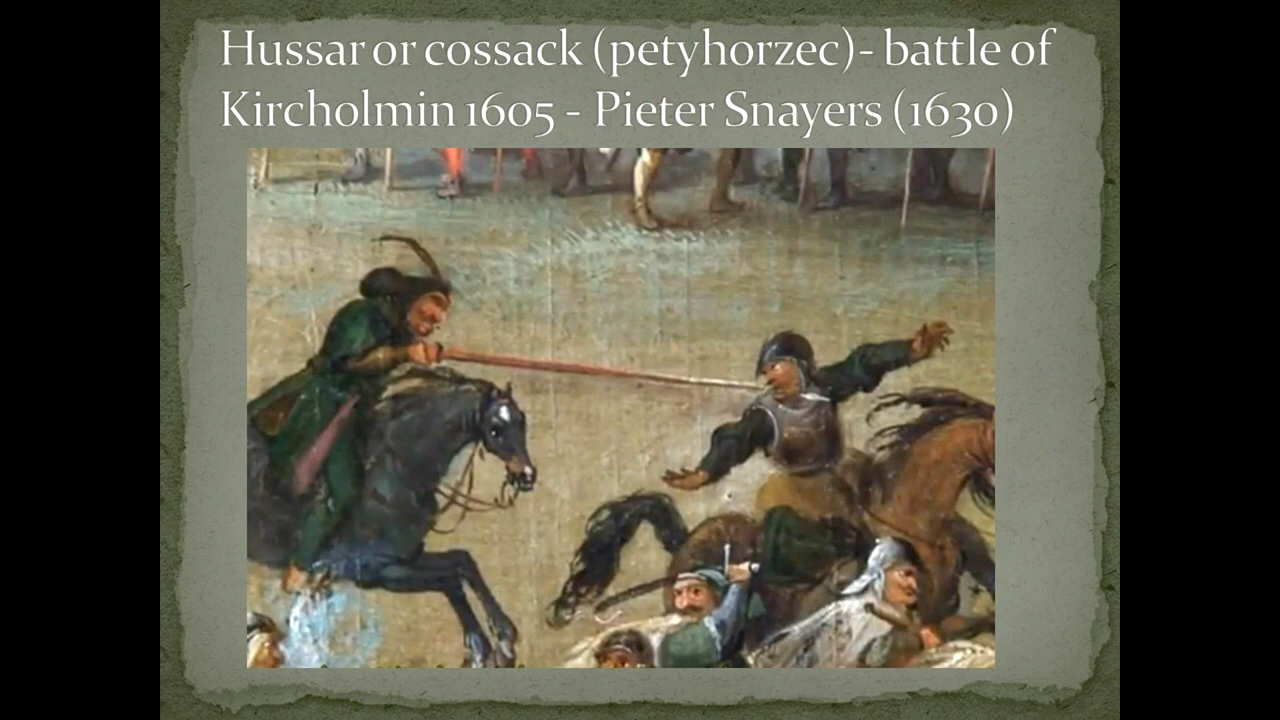 Hussar or cossack (petyhorzec)- battle of
Kircholmin 1605 - Pieter Snayers (1630)